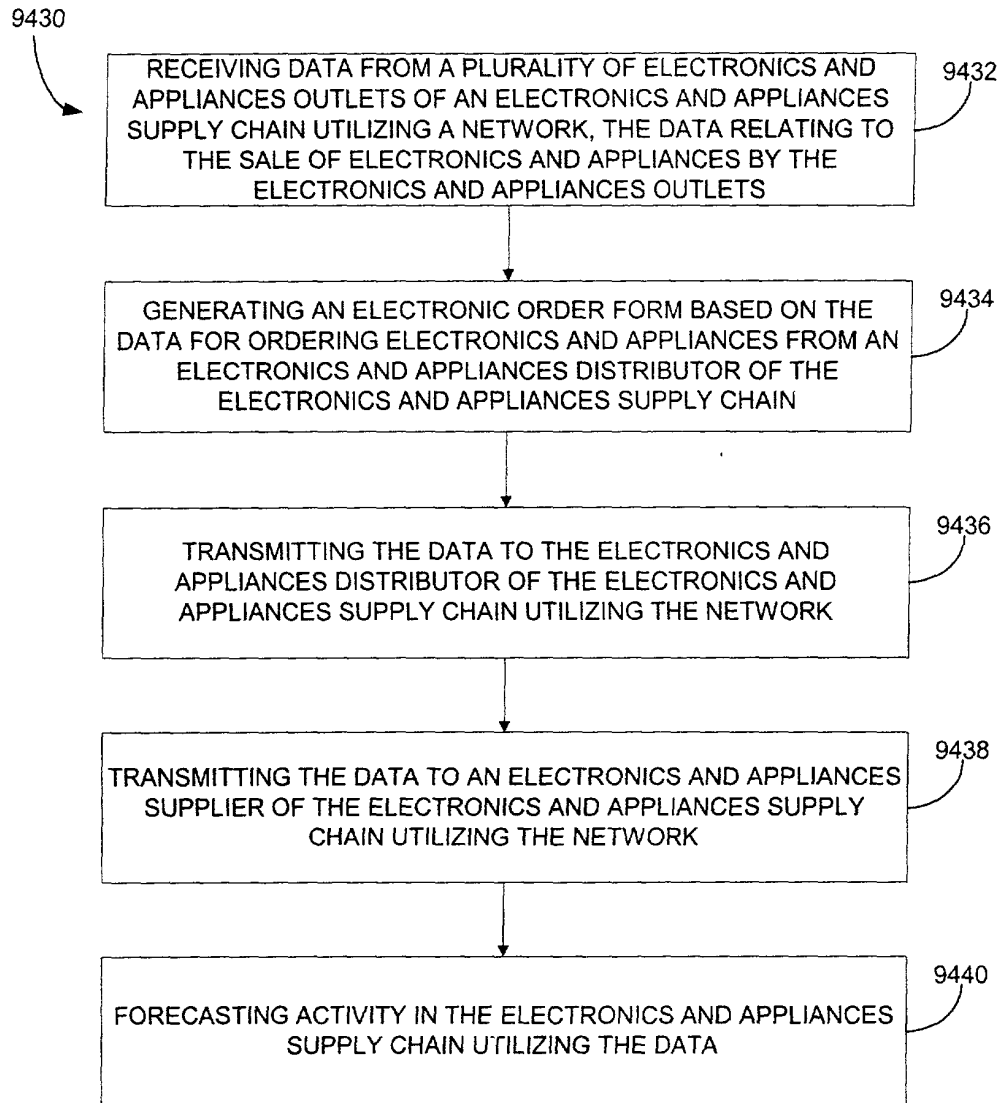 9430
RECEIVING DATA FROM A PLURALITY OF ELECTRONICS AND
APPLIANCES OUTLETS OF AN ELECTRONICS AND APPLIANCES
SUPPLY CHAIN UTILIZING A NETWORK, THE DATA RELATING TO
THE SALE OF ELECTRONICS AND APPLIANCES BY THE
ELECTRONICS AND APPLIANCES OUTLETS
9432
GENERATING AN ELECTRONIC ORDER FORM BASED ON THE
DATA FOR ORDERING ELECTRONICS AND APPLIANCES FROM AN
ELECTRONICS AND APPLIANCES DISTRIBUTOR OF THE
ELECTRONICS AND APPLIANCES SUPPLY CHAIN
9434
TRANSMITTING THE DATA TO THE ELECTRONICS AND
APPLIANCES DISTRIBUTOR OF THE ELECTRONICS AND
APPLIANCES SUPPLY CHAIN UTILIZING THE NETWORK
9436
TRANSMITTING THE DATA TO AN ELECTRONICS AND APPLIANCES
SUPPLIER OF THE ELECTRONICS AND APPLIANCES SUPPLY
CHAIN UTILIZING THE NETWORK
9438
FORECASTING ACTIVITY IN THE ELECTRONICS AND APPLIANCES
SUPPLY CHAIN UTILIZING THE DATA
9440